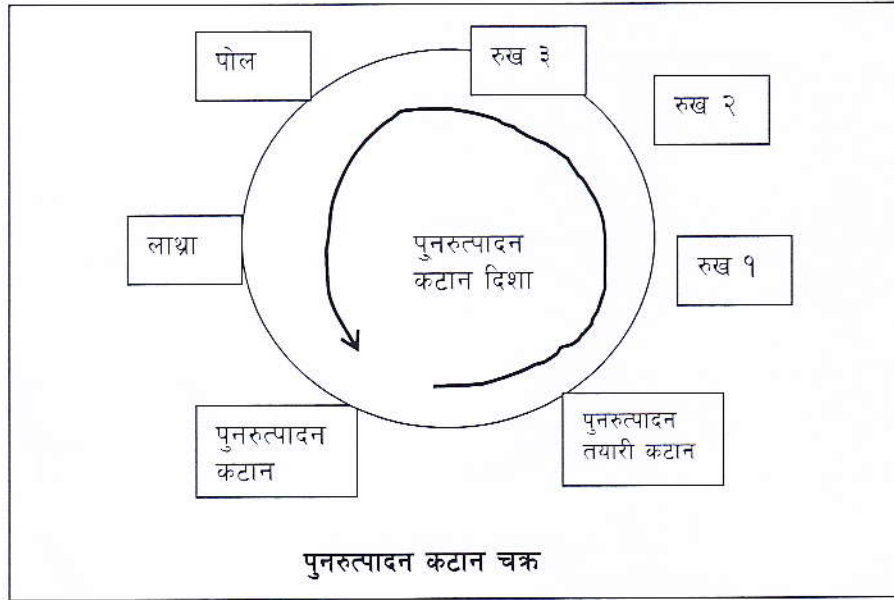 पोल
रुख ३
रुख २
लाथ्रा
पुनरुत्पादन
कटान दिशा
रुख १
पुनरुत्पादन
कटान
पुनरुत्पादन
तयारी कटान
पुनरुत्पादन कटान चक्र